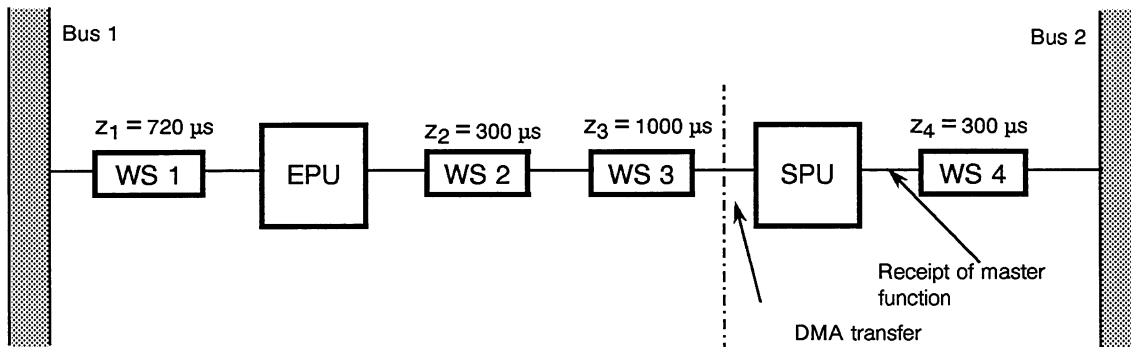 Bus 1
Bus 2
z1 = 720 µs
z2 = 300 µs
z3 = 1000 µs
z4 = 300 µs
WS 1
EPU
WS 2
WS 3
SPU
WS 4
Receipt of master
function
DMA transfer